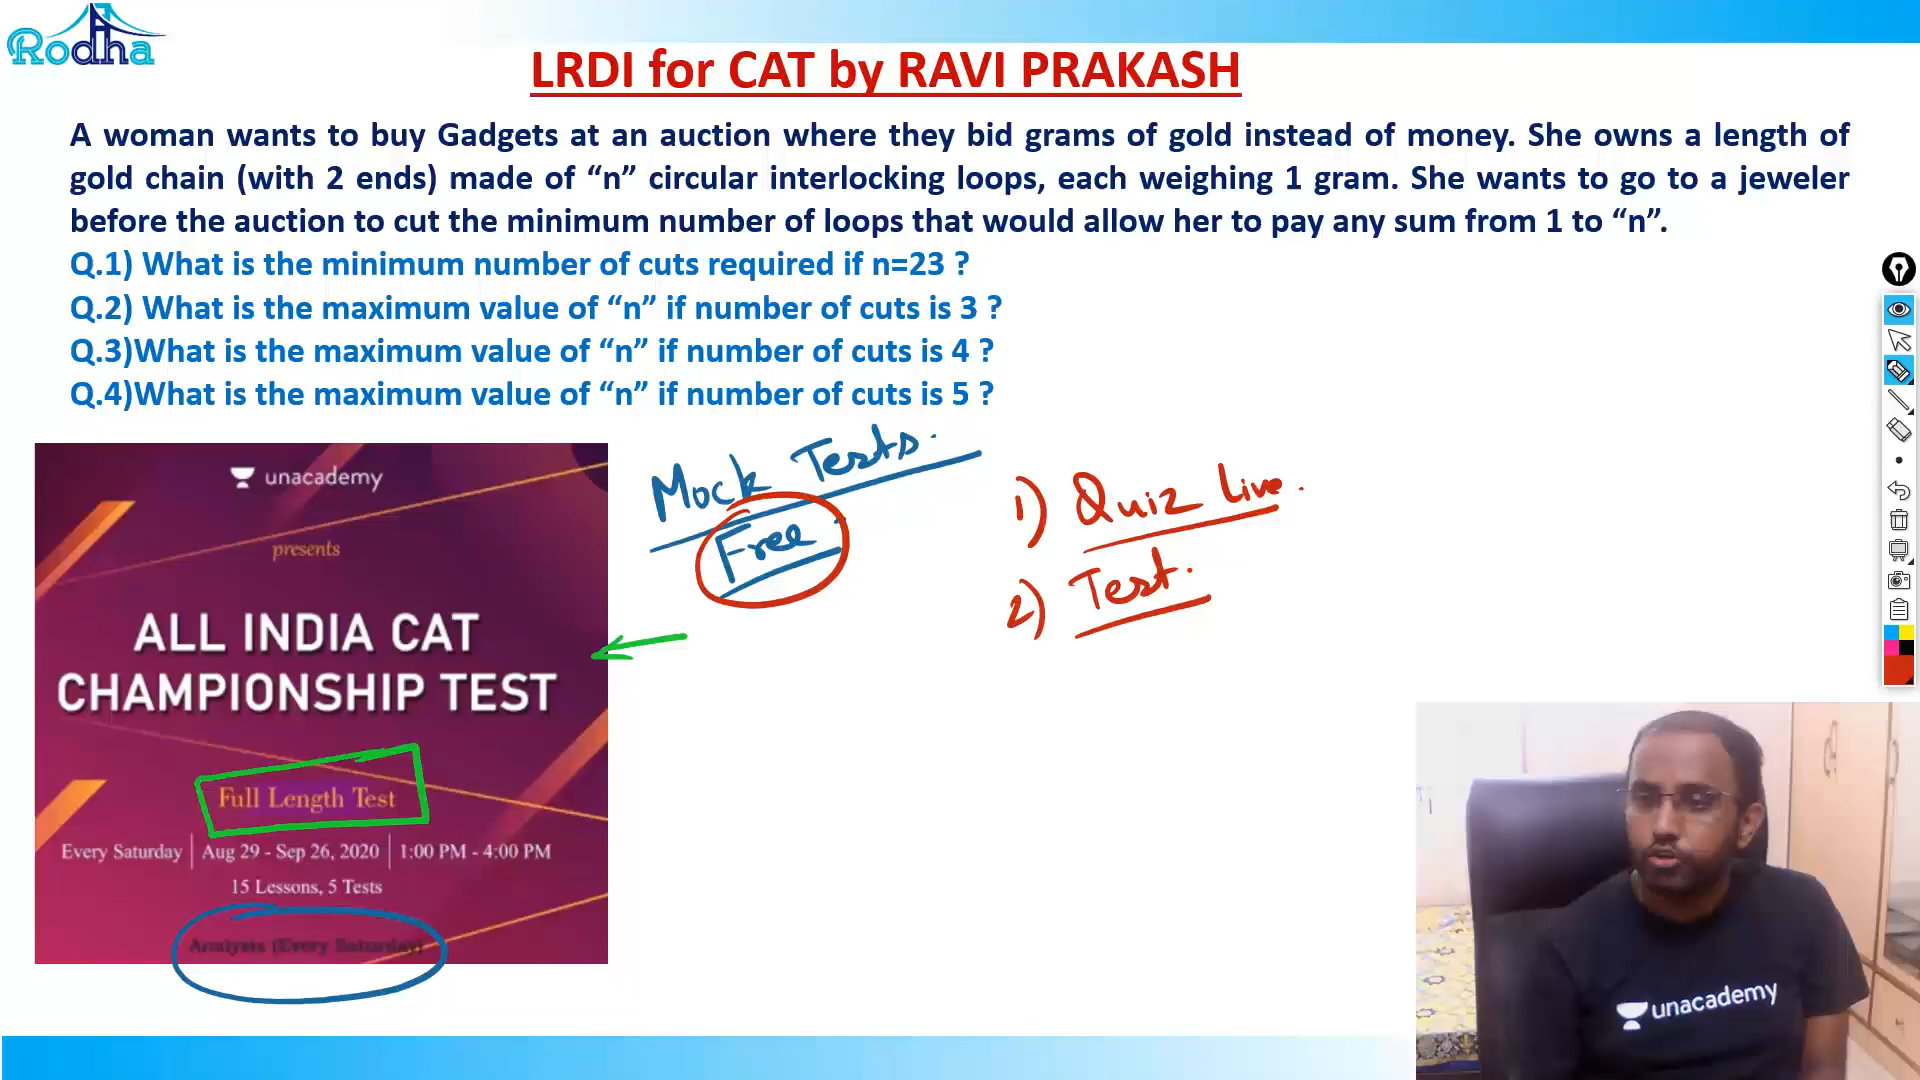 Rodha
LRDI for CAT by RAVI PRAKASH
A woman wants to buy Gadgets at an auction where they bid grams of gold instead of money. She owns a length of
gold chain (with 2 ends) made of “n” circular interlocking loops, each weighing 1 gram. She wants to go to a jeweler
before the auction to cut the minimum number of loops that would allow her to pay any sum from 1 to “n”.
Q.1) What is the minimum number of cuts required if n=23 ?
Q.2) What is the maximum value of “n” if number of cuts is 3 ?
Q.3)What is the maximum value of “n” if number of cuts is 4 ?
Q.4)What is the maximum value of “n” if number of cuts is 5 ?
unacademy
presents
ALL INDIA CAT
CHAMPIONSHIP TEST
Full Length Test
Every Saturday | Aug 29 - Sep 26, 2020 | 1:00 PM - 4:00 PM
15 Lessons, 5 Tests
Analysis (Every Saturday)
Mock Tests.
Free
1) Quiz Live.
2) Test.
unacademy